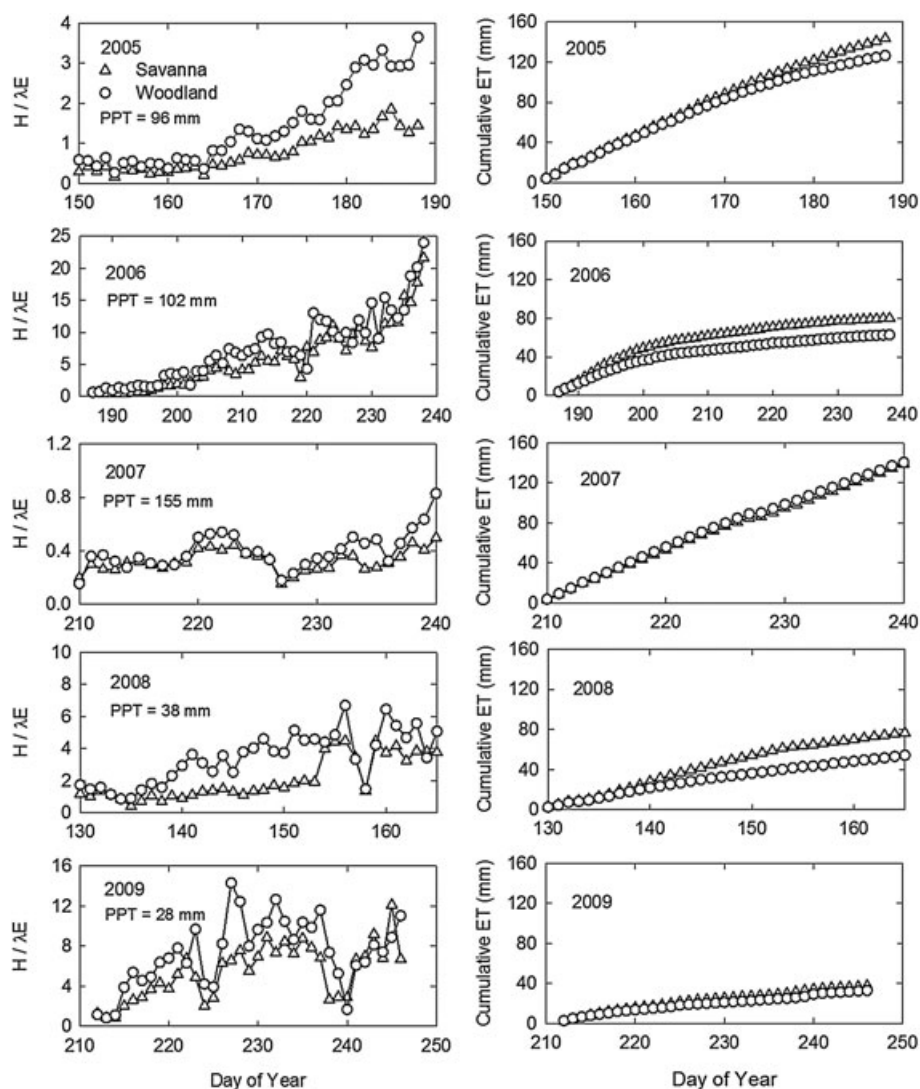 H / λE
4
3
2
1
0
2005
Savanna
Woodland
PPT = 96 mm
150 160 170 180 190
Cumulative ET (mm)
160
120
80
40
0
2005
150 160 170 180 190
H / λE
25
20
15
10
5
0
2006
PPT = 102 mm
190 200 210 220 230 240
Cumulative ET (mm)
160
120
80
40
0
2006
190 200 210 220 230 240
H / λE
1.2
0.8
0.4
0.0
2007
PPT = 155 mm
210 220 230 240
Cumulative ET (mm)
160
120
80
40
0
2007
210 220 230 240
H / λE
10
8
6
4
2
0
2008
PPT = 38 mm
130 140 150 160
Cumulative ET (mm)
160
120
80
40
0
2008
130 140 150 160
H / λE
16
12
8
4
0
2009
PPT = 28 mm
210 220 230 240 250
Day of Year
Cumulative ET (mm)
160
120
80
40
0
2009
210 220 230 240 250
Day of Year